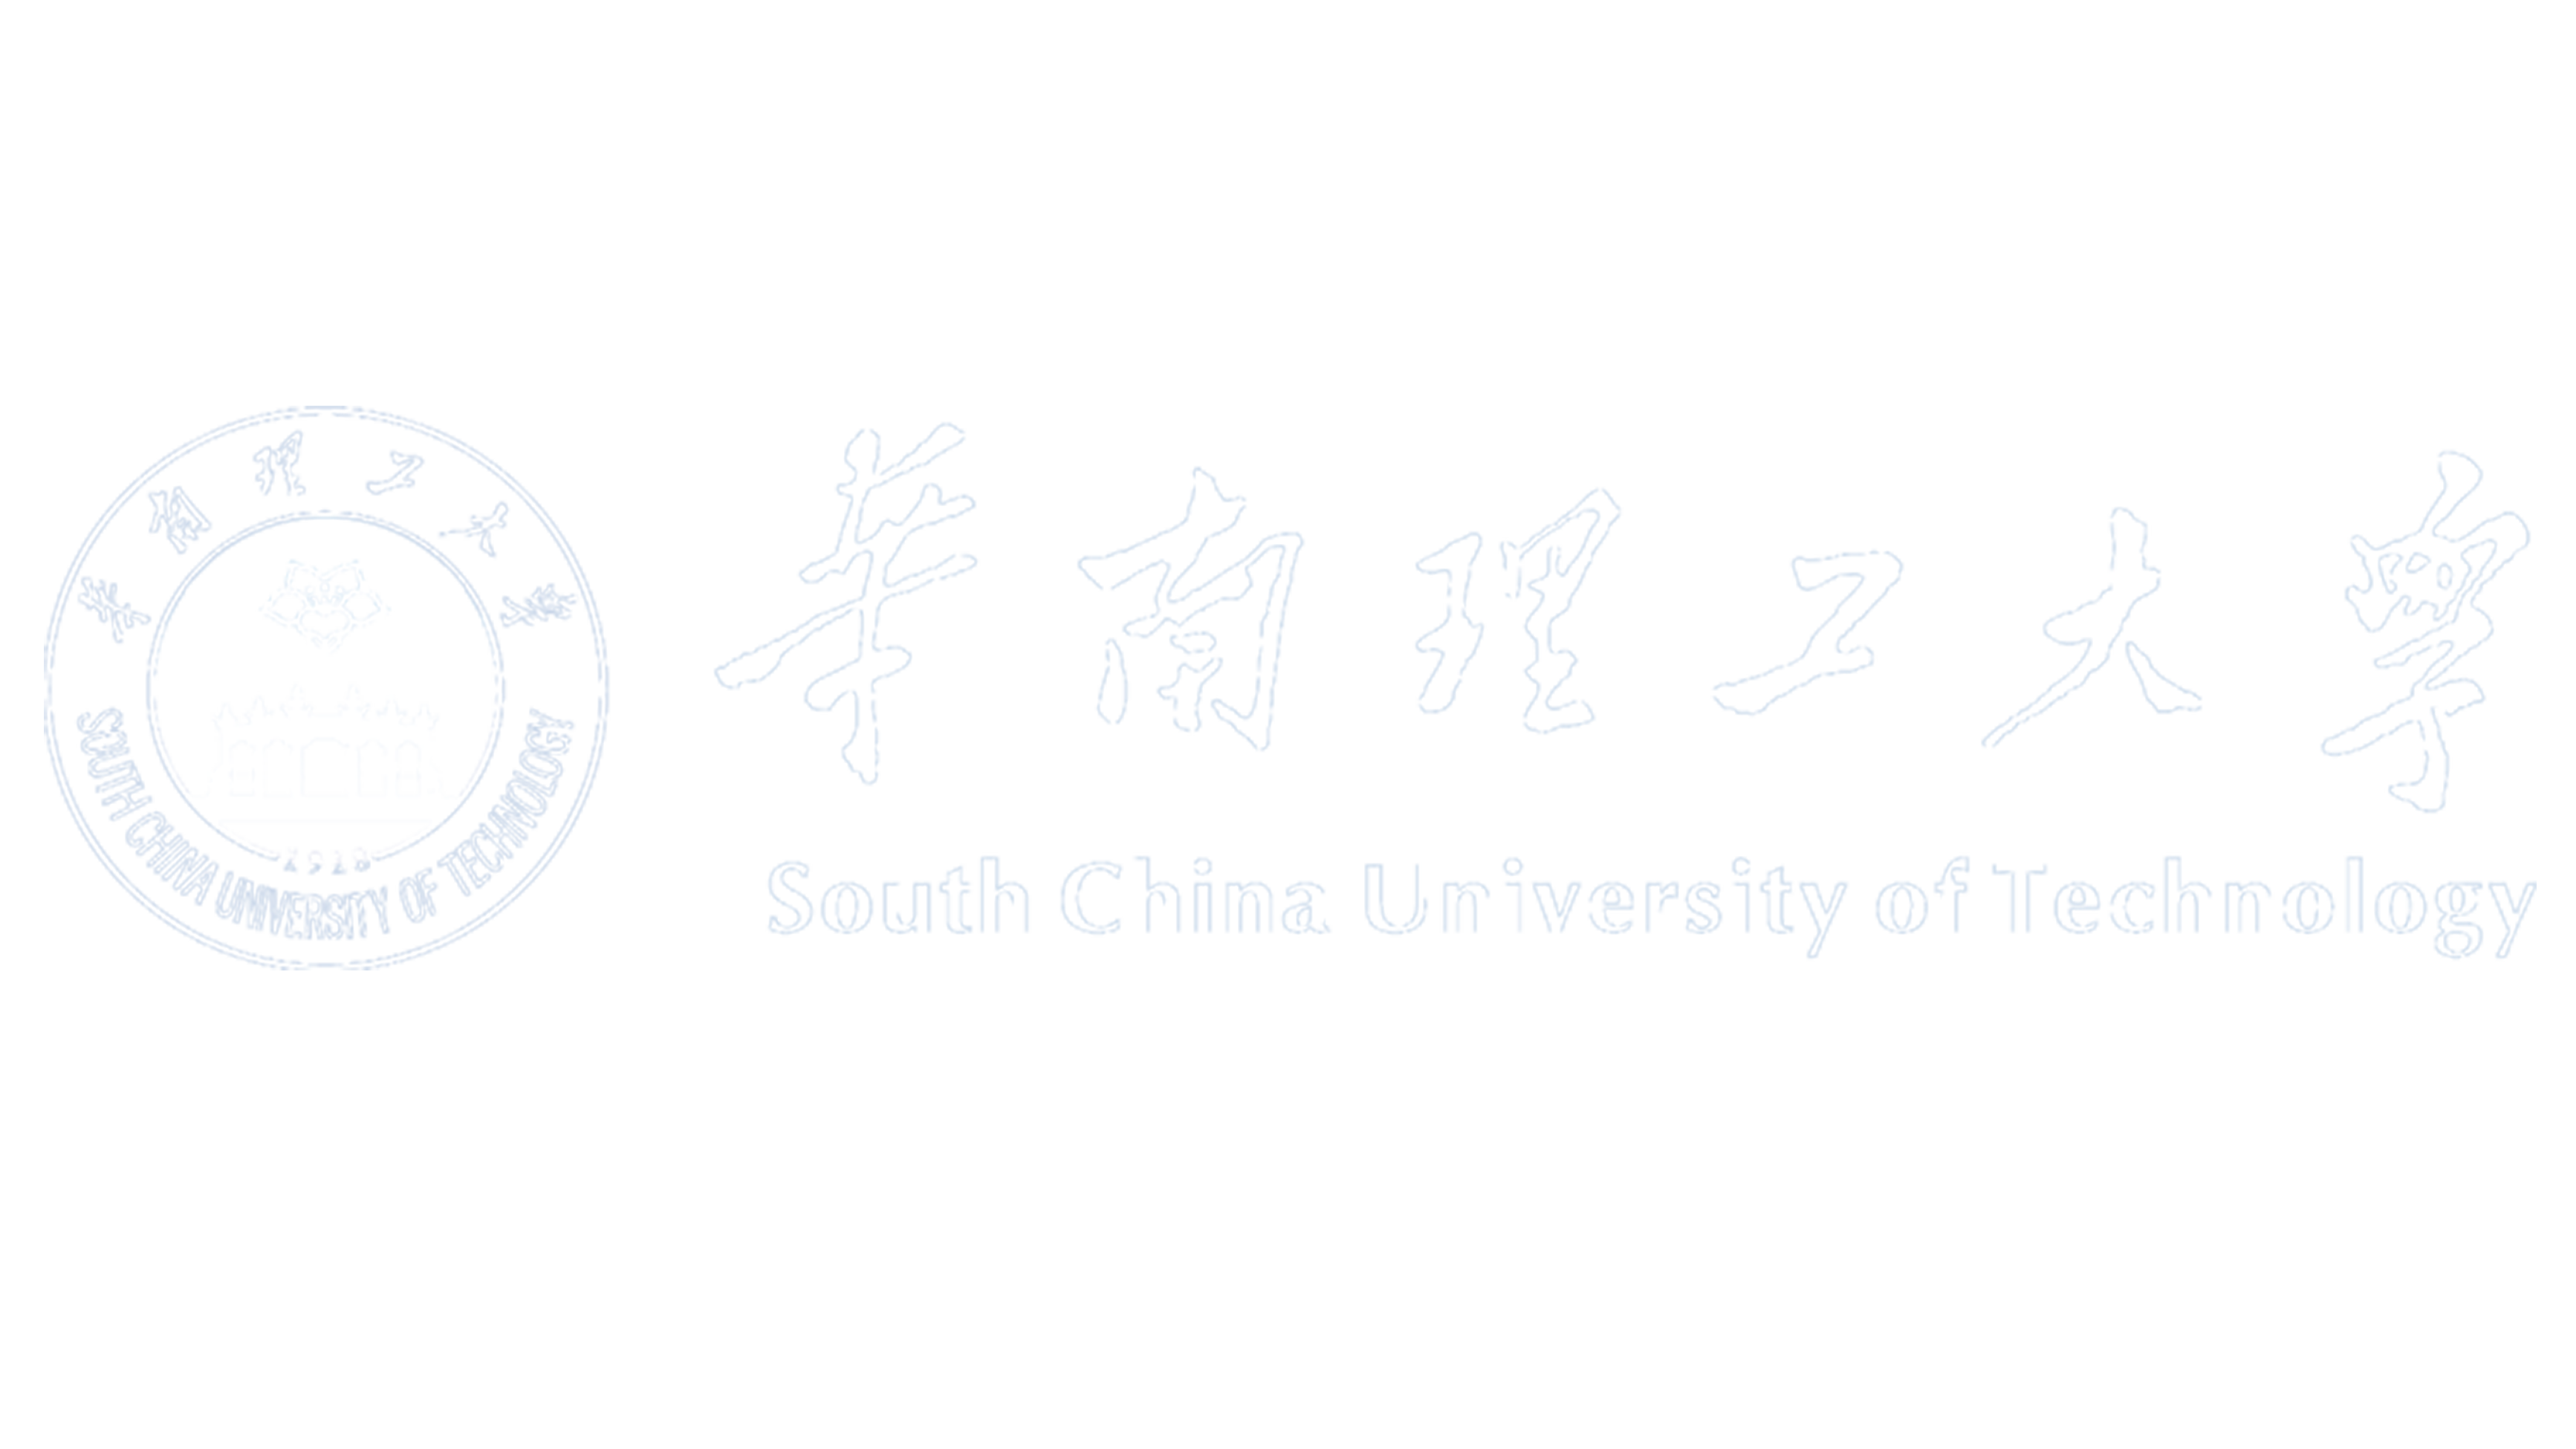 華南理工大學
SOUTH CHINA UNIVERSITY OF TECHNOLOGY
華南理工大學
South China University of Technology